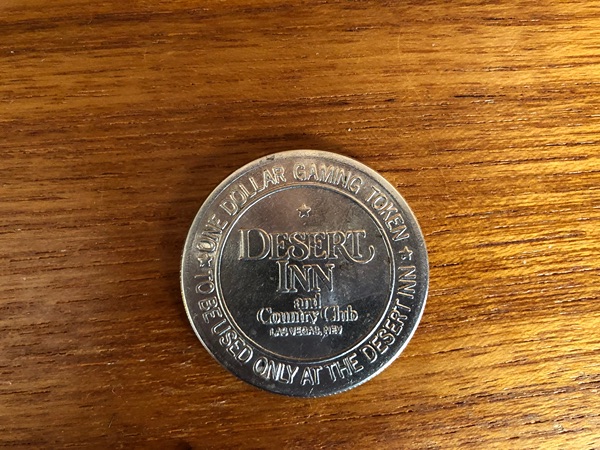 ONE DOLLAR GAMING TOKEN
DESERT
INN
and
Country Club
LAS VEGAS, NEV
TO BE USED ONLY AT THE DESERT INN